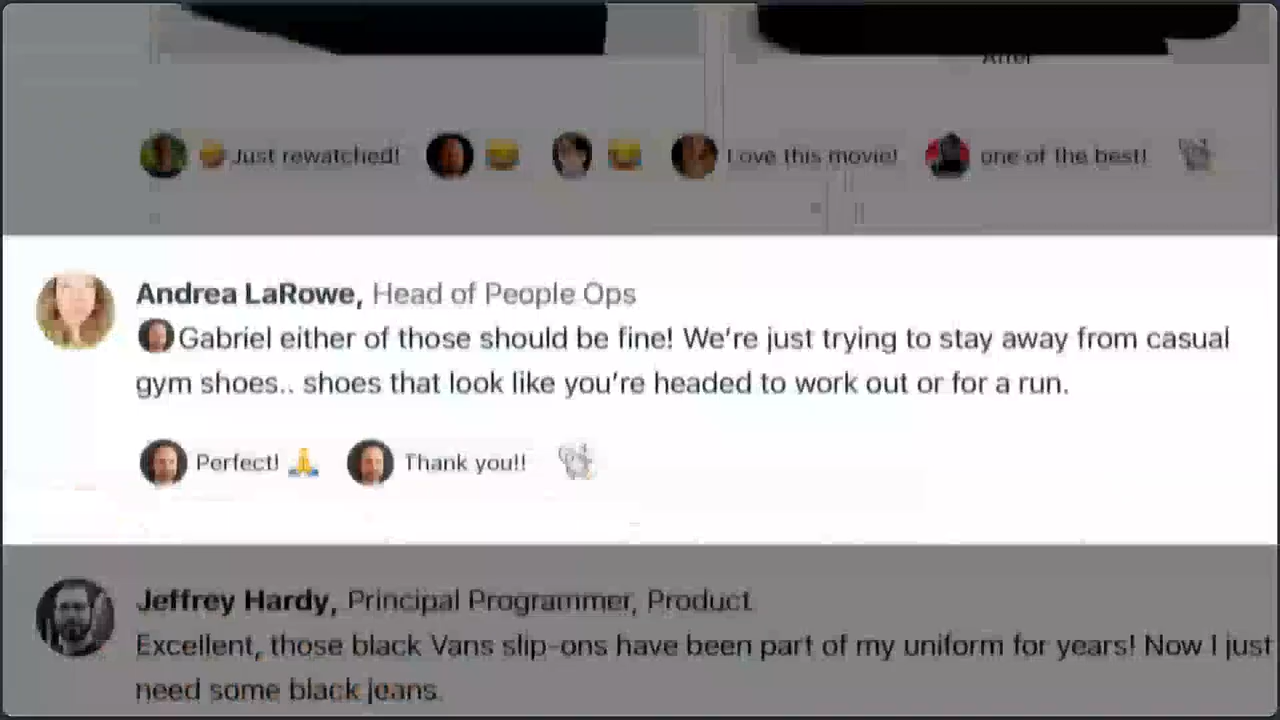 After
Just rewatched! Love this movie! one of the best!
Andrea LaRowe, Head of People Ops
Gabriel either of those should be fine! We’re just trying to stay away from casual
gym shoes.. shoes that look like you’re headed to work out or for a run.
Perfect! 🙏 Thank you!!
Jeffrey Hardy, Principal Programmer, Product
Excellent, those black Vans slip-ons have been part of my uniform for years! Now I just
need some black jeans.